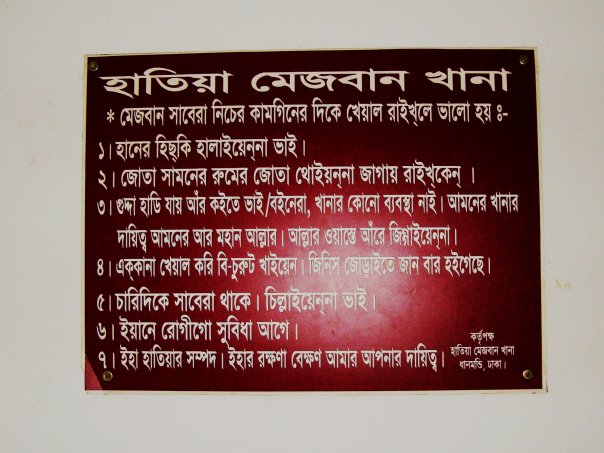 হাতিয়া মেজবান খানা
* মেজবান সাবেরা নিচের কামগিনের দিকে খেয়াল রাইখ্‌লে ভালো হয় ঃ-
১। হানের হিছ্‌কি হালাইয়েন্‌না ভাই।
২। জোতা সামনের রুমের জোতা থোইয়ন্‌না জাগায় রাইখ্‌কেন্‌ ।
৩। গুদ্দা হাডি যায় আঁর কইতে ভাই/বইনেরা, খানার কোনো ব্যবস্থা নাই। আমনের খানার
দায়িত্ব আমনের আর মহান আল্লার। আল্লার ওয়াস্তে আঁরে জিগ্গাইয়েন্‌না।
৪। এককানা খেয়াল করি বি-চুরুট খাইয়েন। জিনিস জোড়াইতে জান বার হইগেছে।
৫। চারিদিকে সাবেরা থাকে। চিল্লাইয়েন্‌না ভাই।
৬। ইয়ানে রোগীগো সুবিধা আগে।
৭। ইহা হাতিয়ার সম্পদ। ইহার রক্ষণা বেক্ষণ আমার আপনার দায়িত্ব।
কর্তৃপক্ষ
হাতিয়া মেজবান খানা
ধানমন্ডি, ঢাকা।